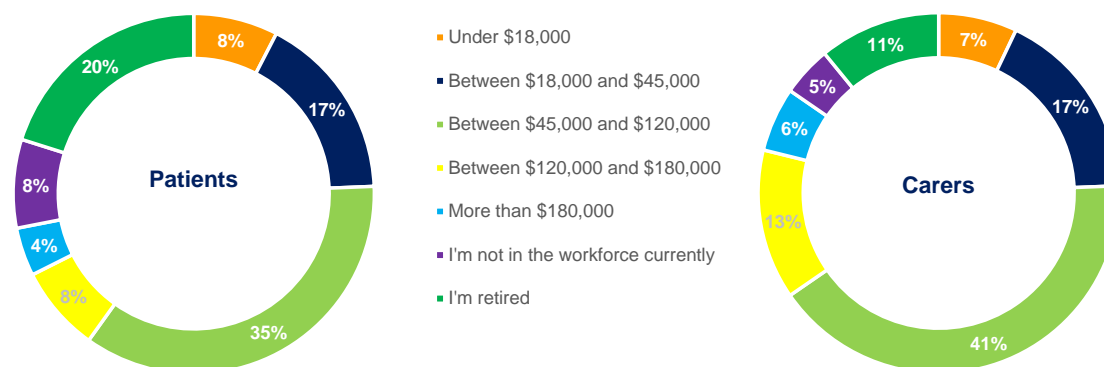 8%
17%
35%
8%
4%
8%
20%
Patients
Under $18,000
Between $18,000 and $45,000
Between $45,000 and $120,000
Between $120,000 and $180,000
More than $180,000
I'm not in the workforce currently
I'm retired
7%
17%
41%
13%
6%
5%
11%
Carers